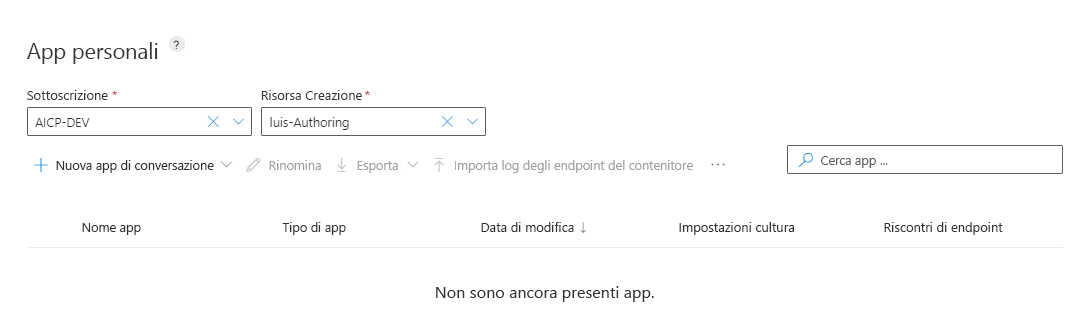 App personali ?
Sottoscrizione * Risorsa Creazione *
AICP-DEV luis-Authoring
Nuova app di conversazione Rinomina Esporta Importa log degli endpoint del contenitore ... Cerca app ...
Nome app Tipo di app Data di modifica ↓ Impostazioni cultura Riscontri di endpoint
Non sono ancora presenti app.